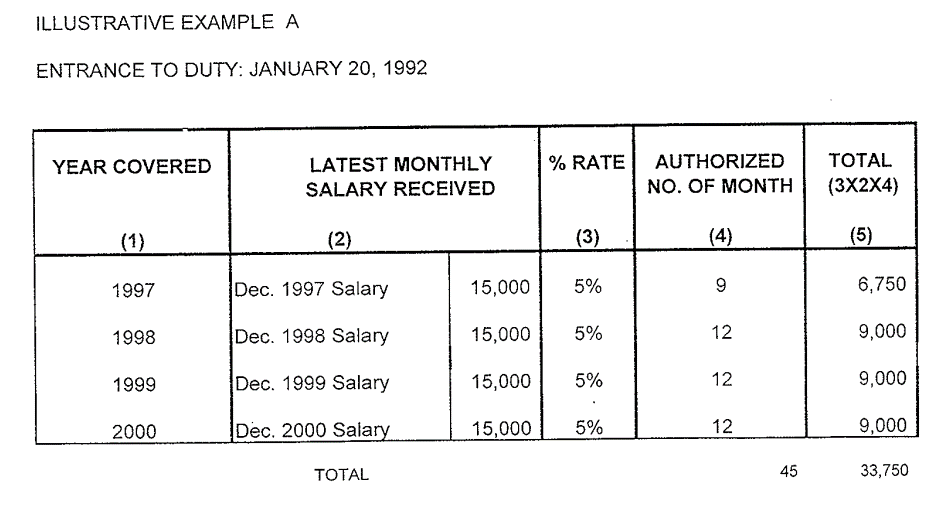 ILLUSTRATIVE EXAMPLE A
ENTRANCE TO DUTY: JANUARY 20, 1992
YEAR COVERED LATEST MONTHLY % RATE AUTHORIZED TOTAL
SALARY RECEIVED NO. OF MONTH (3X2X4)
(1) (2) (3) (4) (5)
1997 Dec. 1997 Salary 15,000 5% 9 6,750
1998 Dec. 1998 Salary 15,000 5% 12 9,000
1999 Dec. 1999 Salary 15,000 5% 12 9,000
2000 Dec. 2000 Salary 15,000 5% 12 9,000
TOTAL 45 33,750